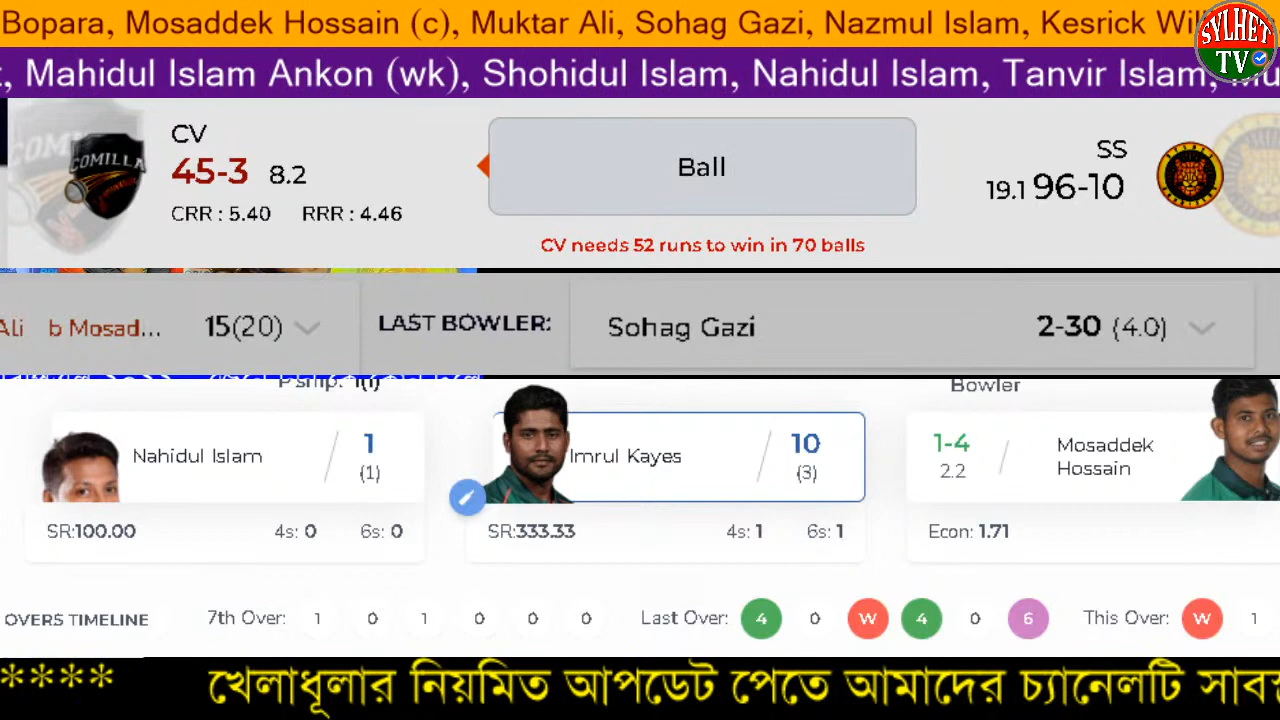 Bopara, Mosaddek Hossain (c), Muktar Ali, Sohag Gazi, Nazmul Islam, Kesrick Wil
SYLHET TV
Mahidul Islam Ankon (wk), Shohidul Islam, Nahidul Islam, Tanvir Islam, Mu
COMILLA
CV
45-3 8.2
CRR : 5.40 RRR : 4.46
Ball
CV needs 52 runs to win in 70 balls
SS
19.1 96-10
Ali b Mosad... 15(20) LAST BOWLER: Sohag Gazi 2-30 (4.0)
P'ship: 1(1) Bowler
Nahidul Islam 1 (1)
SR:100.00 4s: 0 6s: 0
Imrul Kayes 10 (3)
SR:333.33 4s: 1 6s: 1
1-4 2.2 Mosaddek Hossain
Econ: 1.71
OVERS TIMELINE 7th Over: 1 0 1 0 0 0 Last Over: 4 0 W 4 0 6 This Over: W 1
**** খেলাধূলার নিয়মিত আপডেট পেতে আমাদের চ্যানেলটি সাবস